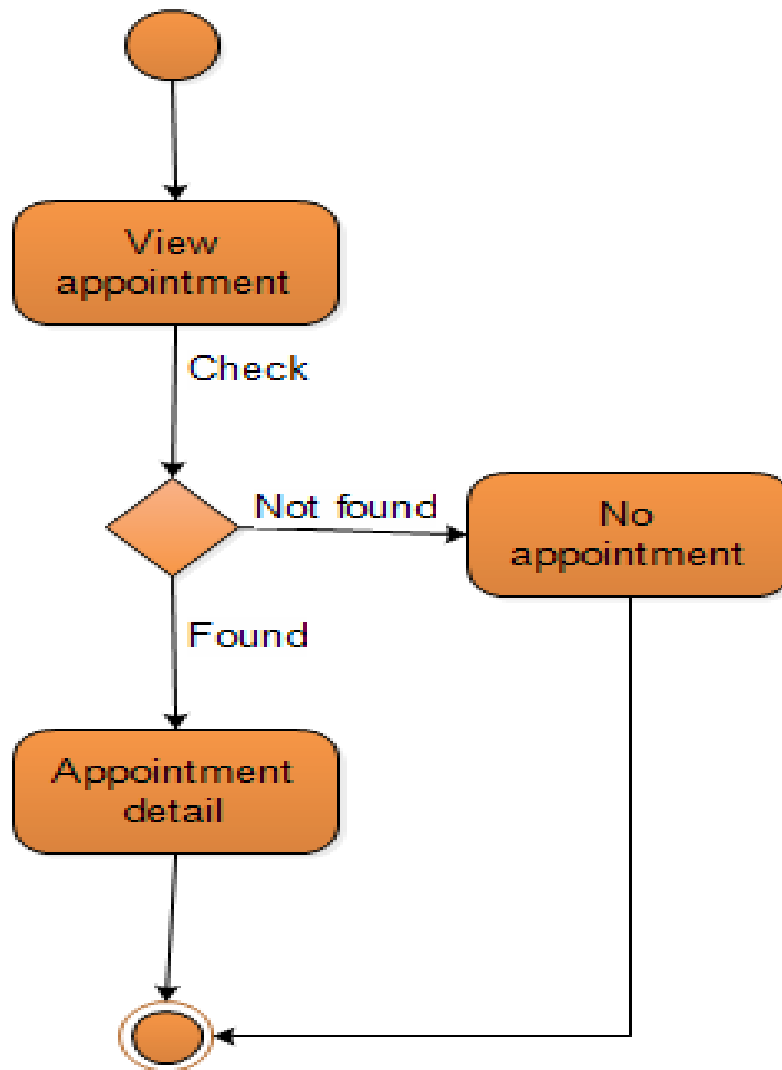 View
appointment
Check
Not found
No
appointment
Found
Appointment
detail